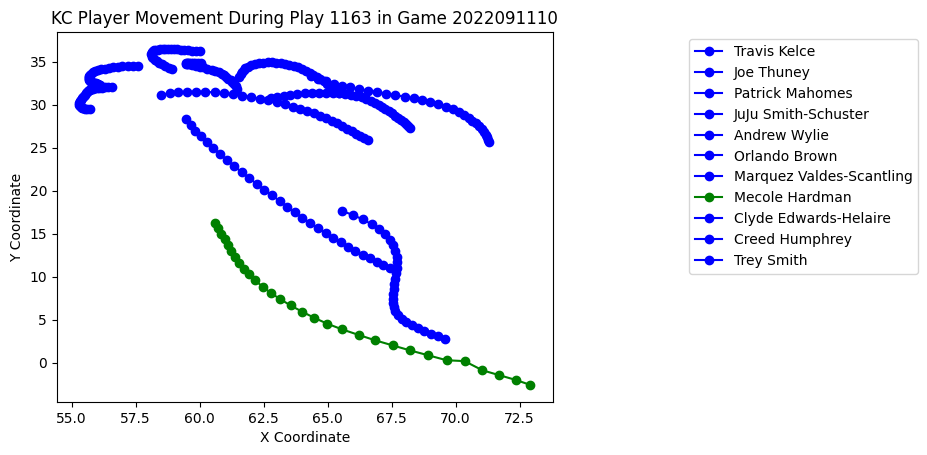 KC Player Movement During Play 1163 in Game 2022091110
Travis Kelce
Joe Thuney
Patrick Mahomes
JuJu Smith-Schuster
Andrew Wylie
Orlando Brown
Marquez Valdes-Scantling
Mecole Hardman
Clyde Edwards-Helaire
Creed Humphrey
Trey Smith
Y Coordinate
35
30
25
20
15
10
5
0
55.0 57.5 60.0 62.5 65.0 67.5 70.0 72.5
X Coordinate